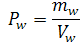 P_w = m_w / V_w